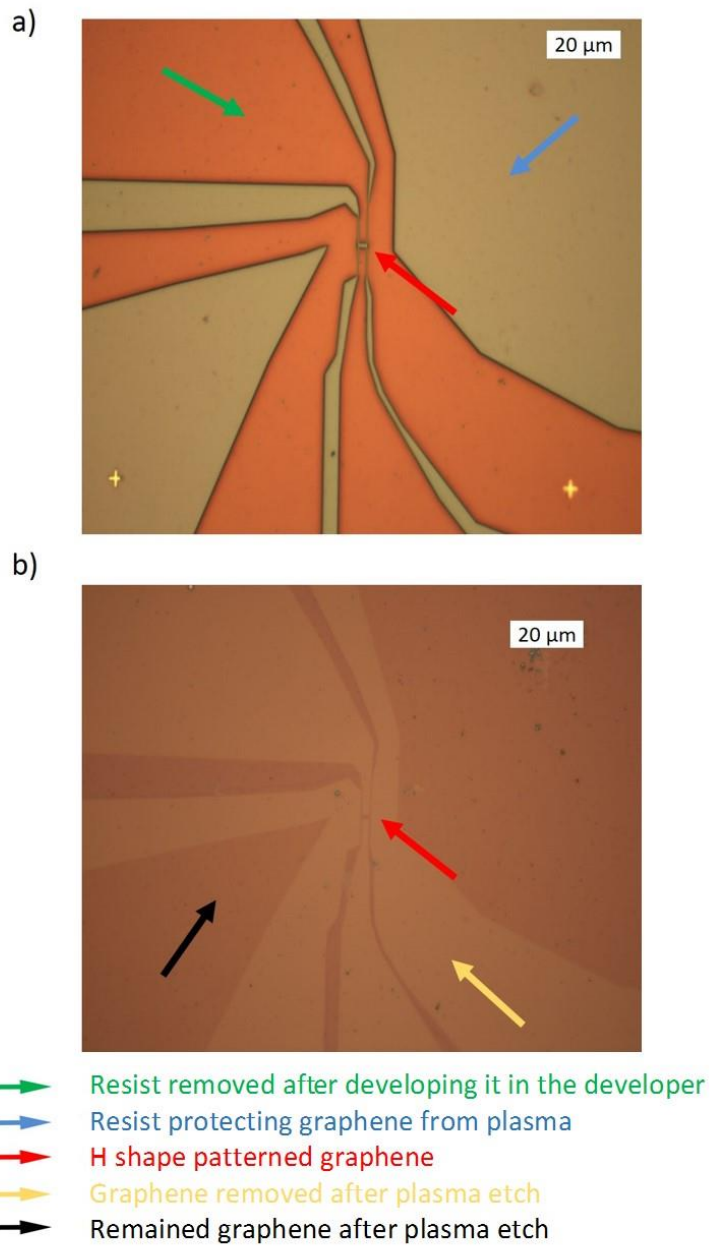 a)
20 µm
b)
20 µm
Resist removed after developing it in the developer
Resist protecting graphene from plasma
H shape patterned graphene
Graphene removed after plasma etch
Remained graphene after plasma etch